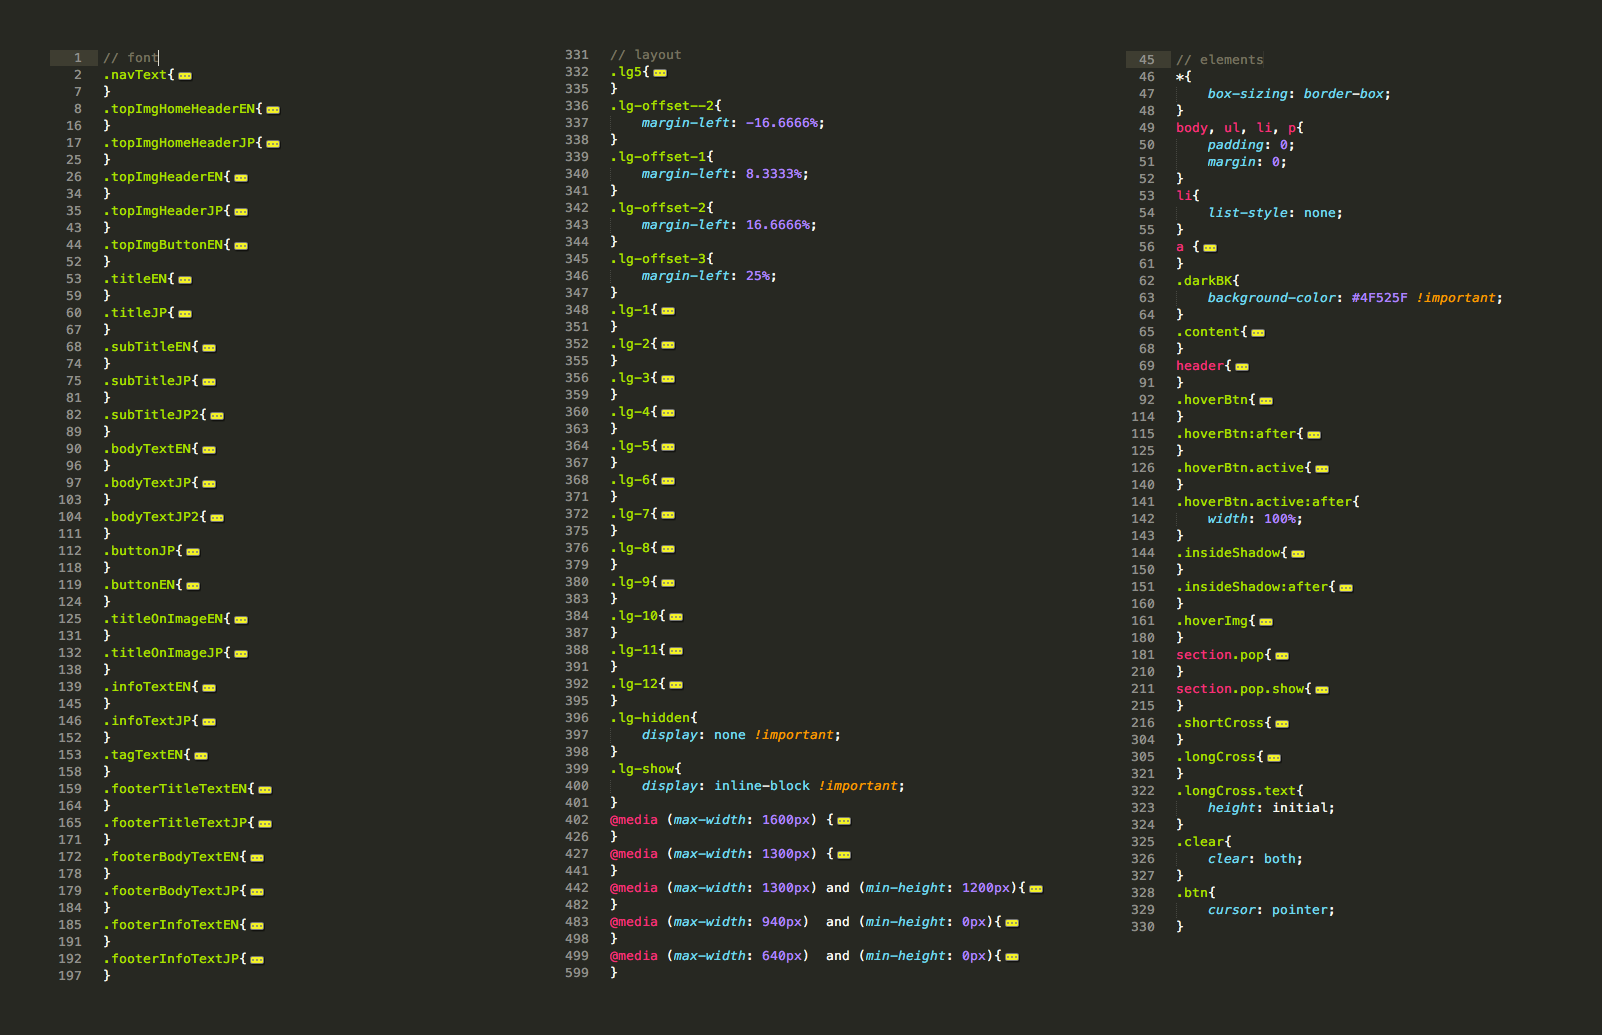 1 // font
2 .navText{
7 }
8 .topImgHomeHeaderEN{
16 }
17 .topImgHomeHeaderJP{
25 }
26 .topImgHeaderEN{
34 }
35 .topImgHeaderJP{
43 }
44 .topImgButtonEN{
52 }
53 .titleEN{
59 }
60 .titleJP{
67 }
68 .subTitleEN{
74 }
75 .subTitleJP{
81 }
82 .subTitleJP2{
89 }
90 .bodyTextEN{
96 }
97 .bodyTextJP{
103 }
104 .bodyTextJP2{
111 }
112 .buttonJP{
118 }
119 .buttonEN{
124 }
125 .titleOnImageEN{
131 }
132 .titleOnImageJP{
138 }
139 .infoTextEN{
145 }
146 .infoTextJP{
152 }
153 .tagTextEN{
158 }
159 .footerTitleTextEN{
164 }
165 .footerTitleTextJP{
171 }
172 .footerBodyTextEN{
178 }
179 .footerBodyTextJP{
184 }
185 .footerInfoTextEN{
191 }
192 .footerInfoTextJP{
197 }
331 // layout
332 .lg5{
335 }
336 .lg-offset--2{
337 margin-left: -16.6666%;
338 }
339 .lg-offset-1{
340 margin-left: 8.3333%;
341 }
342 .lg-offset-2{
343 margin-left: 16.6666%;
344 }
345 .lg-offset-3{
346 margin-left: 25%;
347 }
348 .lg-1{
351 }
352 .lg-2{
355 }
356 .lg-3{
359 }
360 .lg-4{
363 }
364 .lg-5{
367 }
368 .lg-6{
371 }
372 .lg-7{
375 }
376 .lg-8{
379 }
380 .lg-9{
383 }
384 .lg-10{
387 }
388 .lg-11{
391 }
392 .lg-12{
395 }
396 .lg-hidden{
397 display: none !important;
398 }
399 .lg-show{
400 display: inline-block !important;
401 }
402 @media (max-width: 1600px) {
426 }
427 @media (max-width: 1300px) {
441 }
442 @media (max-width: 1300px) and (min-height: 1200px){
482 }
483 @media (max-width: 940px)  and (min-height: 0px){
498 }
499 @media (max-width: 640px)  and (min-height: 0px){
599 }
45 // elements
46 *{
47 box-sizing: border-box;
48 }
49 body, ul, li, p{
50 padding: 0;
51 margin: 0;
52 }
53 li{
54 list-style: none;
55 }
56 a {
61 }
62 .darkBK{
63 background-color: #4F525F !important;
64 }
65 .content{
68 }
69 header{
91 }
92 .hoverBtn{
114 }
115 .hoverBtn:after{
125 }
126 .hoverBtn.active{
140 }
141 .hoverBtn.active:after{
142 width: 100%;
143 }
144 .insideShadow{
150 }
151 .insideShadow:after{
160 }
161 .hoverImg{
180 }
181 section.pop{
210 }
211 section.pop.show{
215 }
216 .shortCross{
304 }
305 .longCross{
321 }
322 .longCross.text{
323 height: initial;
324 }
325 .clear{
326 clear: both;
327 }
328 .btn{
329 cursor: pointer;
330 }